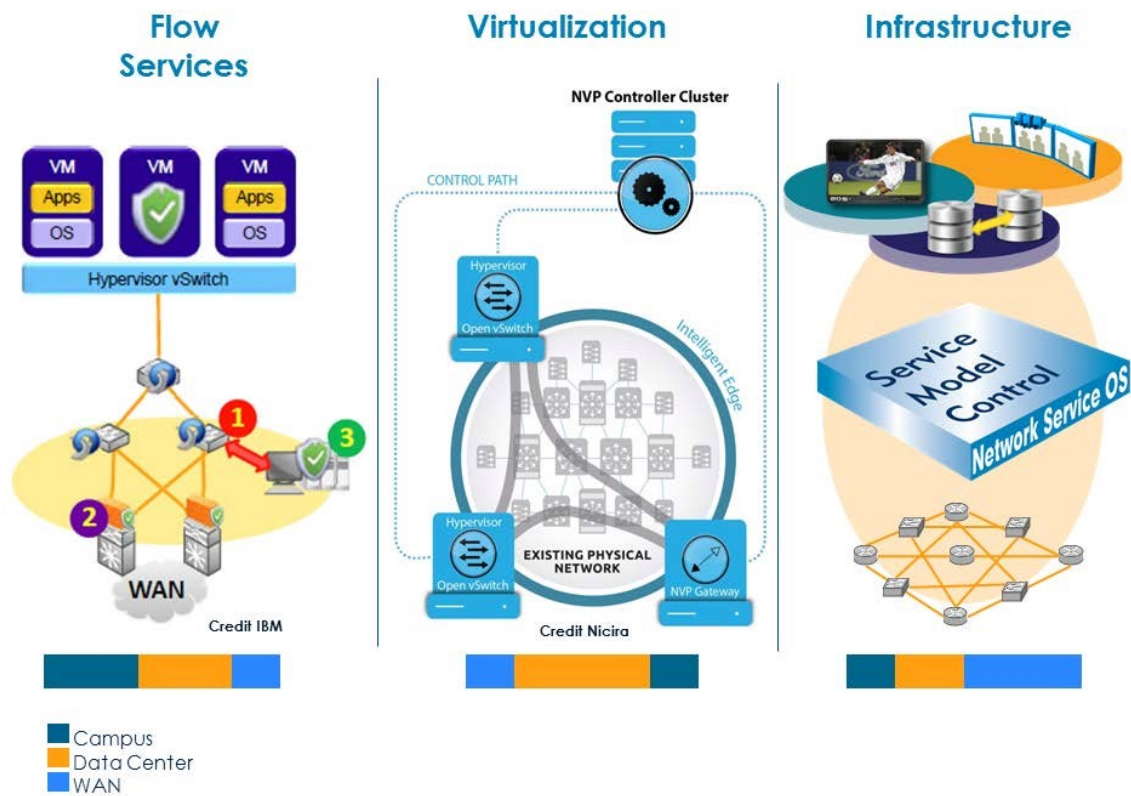 Flow
Services
VM
Apps
OS
VM
VM
Apps
OS
Hypervisor vSwitch
1
3
2
WAN
Credit IBM
Virtualization
NVP Controller Cluster
CONTROL PATH
Hypervisor
Open vSwitch
Intelligent Edge
Hypervisor
Open vSwitch
EXISTING PHYSICAL
NETWORK
NVP Gateway
Credit Nicira
Infrastructure
Ford
Service
Model
Control
Network Service OS
Campus
Data Center
WAN